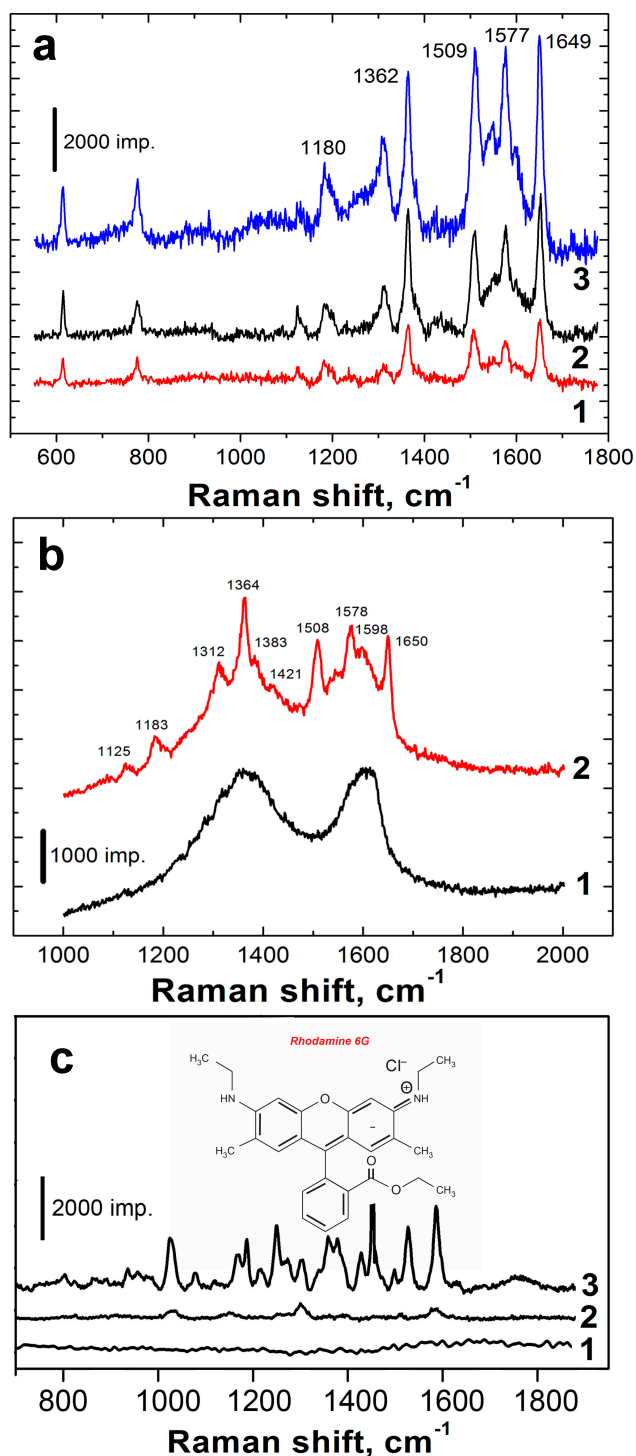 a
1509
1577
1649
1362
2000 imp.
1180
3
2
1
600 800 1000 1200 1400 1600 1800
Raman shift, cm-1
b
1364
1578
1508
1598
1650
1312
1383
1421
1183
1125
2
1000 imp.
1
1000 1200 1400 1600 1800 2000
Raman shift, cm-1
c
Rhodamine 6G
H3C
Cl−
CH3
+
HN
O
NH
CH3
−
CH3
O
O
CH3
2000 imp.
3
2
1
800 1000 1200 1400 1600 1800
Raman shift, cm-1